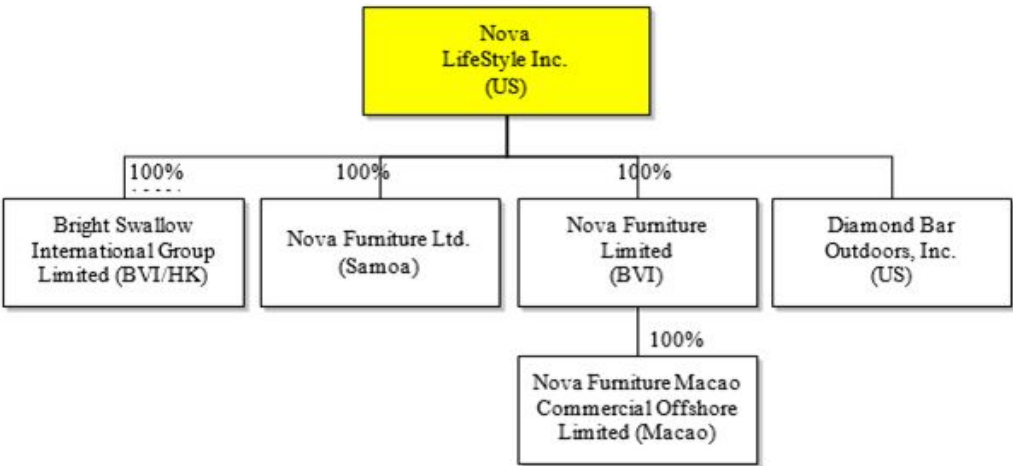 Nova
LifeStyle Inc.
(US)
100%
100%
100%
Bright Swallow
International Group
Limited (BVI/HK)
Nova Furniture Ltd.
(Samoa)
Nova Furniture
Limited
(BVI)
Diamond Bar
Outdoors, Inc.
(US)
100%
Nova Furniture Macao
Commercial Offshore
Limited (Macao)